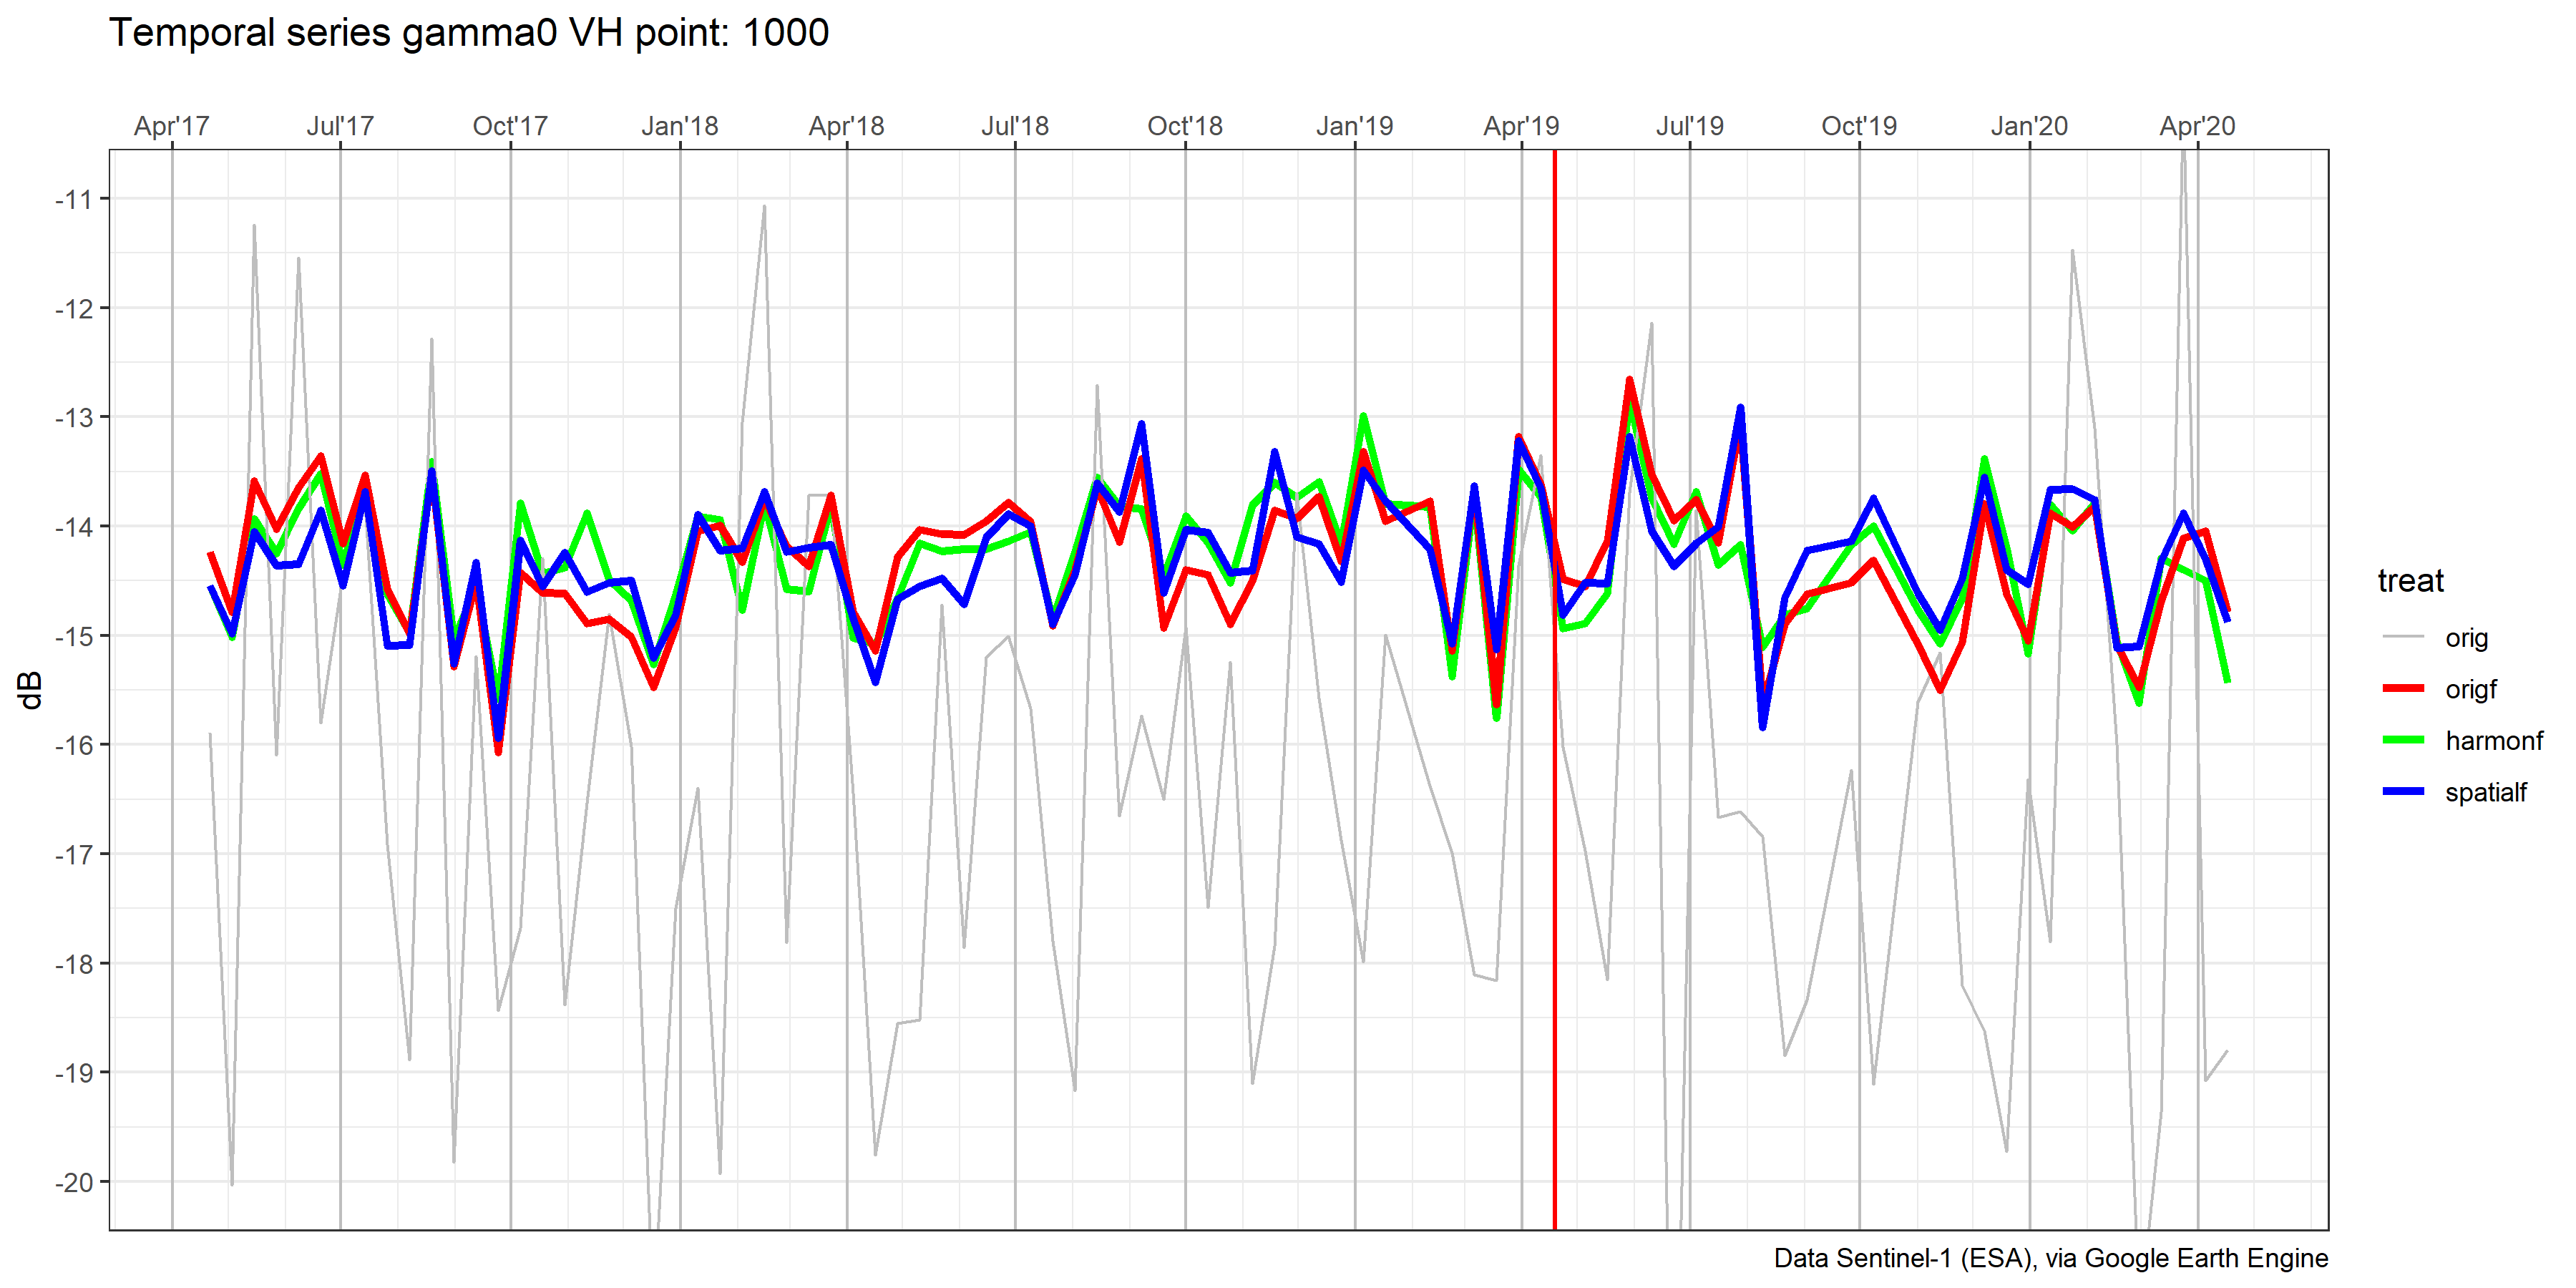 Temporal series gamma0 VH point: 1000
Apr'17 Jul'17 Oct'17 Jan'18 Apr'18 Jul'18 Oct'18 Jan'19 Apr'19 Jul'19 Oct'19 Jan'20 Apr'20
-11
-12
-13
-14
-15
-16
-17
-18
-19
-20
dB
treat
orig
origf
harmonf
spatialf
Data Sentinel-1 (ESA), via Google Earth Engine